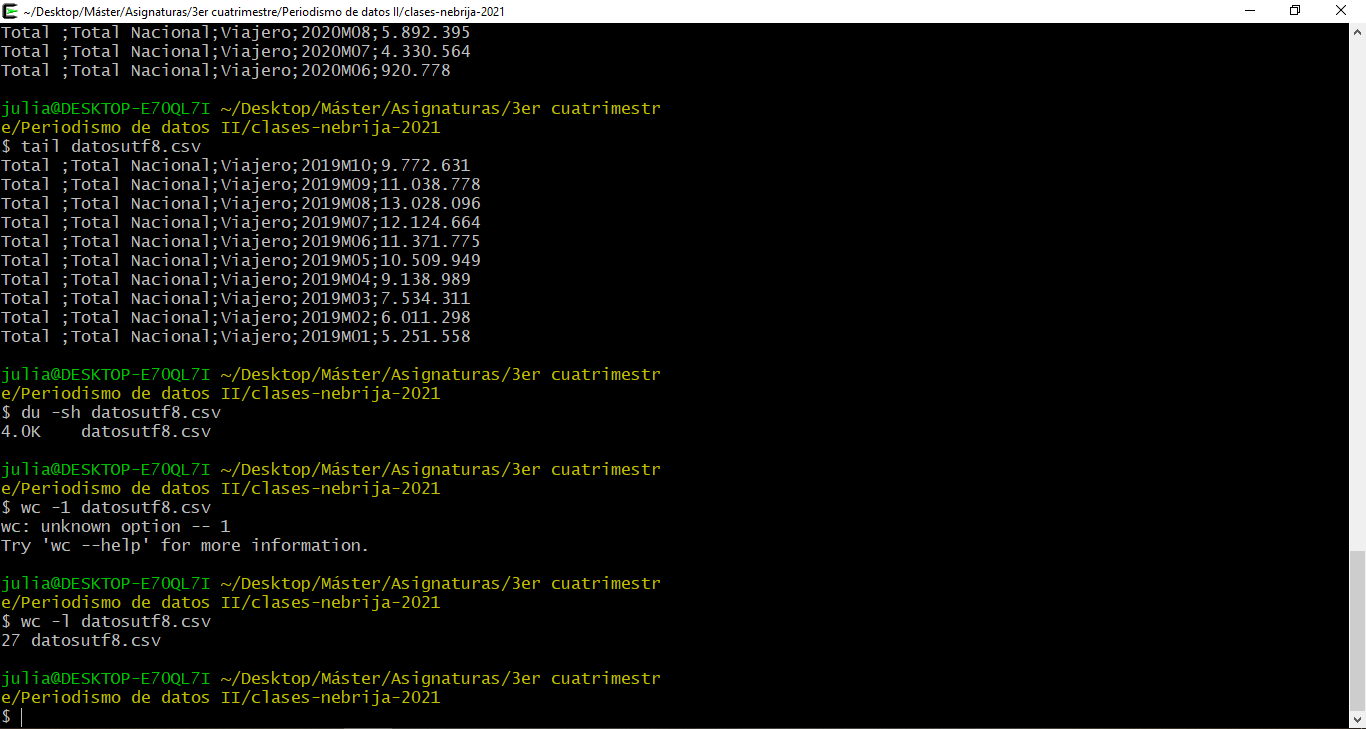 ~/Desktop/Máster/Asignaturas/3er cuatrimestre/Periodismo de datos II/clases-nebrija-2021
Total ;Total Nacional;Viajero;2020M08;5.892.395
Total ;Total Nacional;Viajero;2020M07;4.330.564
Total ;Total Nacional;Viajero;2020M06;920.778
julia@DESKTOP-E7OQL7I ~/Desktop/Máster/Asignaturas/3er cuatrimestr
e/Periodismo de datos II/clases-nebrija-2021
$ tail datosutf8.csv
Total ;Total Nacional;Viajero;2019M10;9.772.631
Total ;Total Nacional;Viajero;2019M09;11.038.778
Total ;Total Nacional;Viajero;2019M08;13.028.096
Total ;Total Nacional;Viajero;2019M07;12.124.664
Total ;Total Nacional;Viajero;2019M06;11.371.775
Total ;Total Nacional;Viajero;2019M05;10.509.949
Total ;Total Nacional;Viajero;2019M04;9.138.989
Total ;Total Nacional;Viajero;2019M03;7.534.311
Total ;Total Nacional;Viajero;2019M02;6.011.298
Total ;Total Nacional;Viajero;2019M01;5.251.558
julia@DESKTOP-E7OQL7I ~/Desktop/Máster/Asignaturas/3er cuatrimestr
e/Periodismo de datos II/clases-nebrija-2021
$ du -sh datosutf8.csv
4.0K    datosutf8.csv
julia@DESKTOP-E7OQL7I ~/Desktop/Máster/Asignaturas/3er cuatrimestr
e/Periodismo de datos II/clases-nebrija-2021
$ wc -1 datosutf8.csv
wc: unknown option -- 1
Try 'wc --help' for more information.
julia@DESKTOP-E7OQL7I ~/Desktop/Máster/Asignaturas/3er cuatrimestr
e/Periodismo de datos II/clases-nebrija-2021
$ wc -l datosutf8.csv
27 datosutf8.csv
julia@DESKTOP-E7OQL7I ~/Desktop/Máster/Asignaturas/3er cuatrimestr
e/Periodismo de datos II/clases-nebrija-2021
$